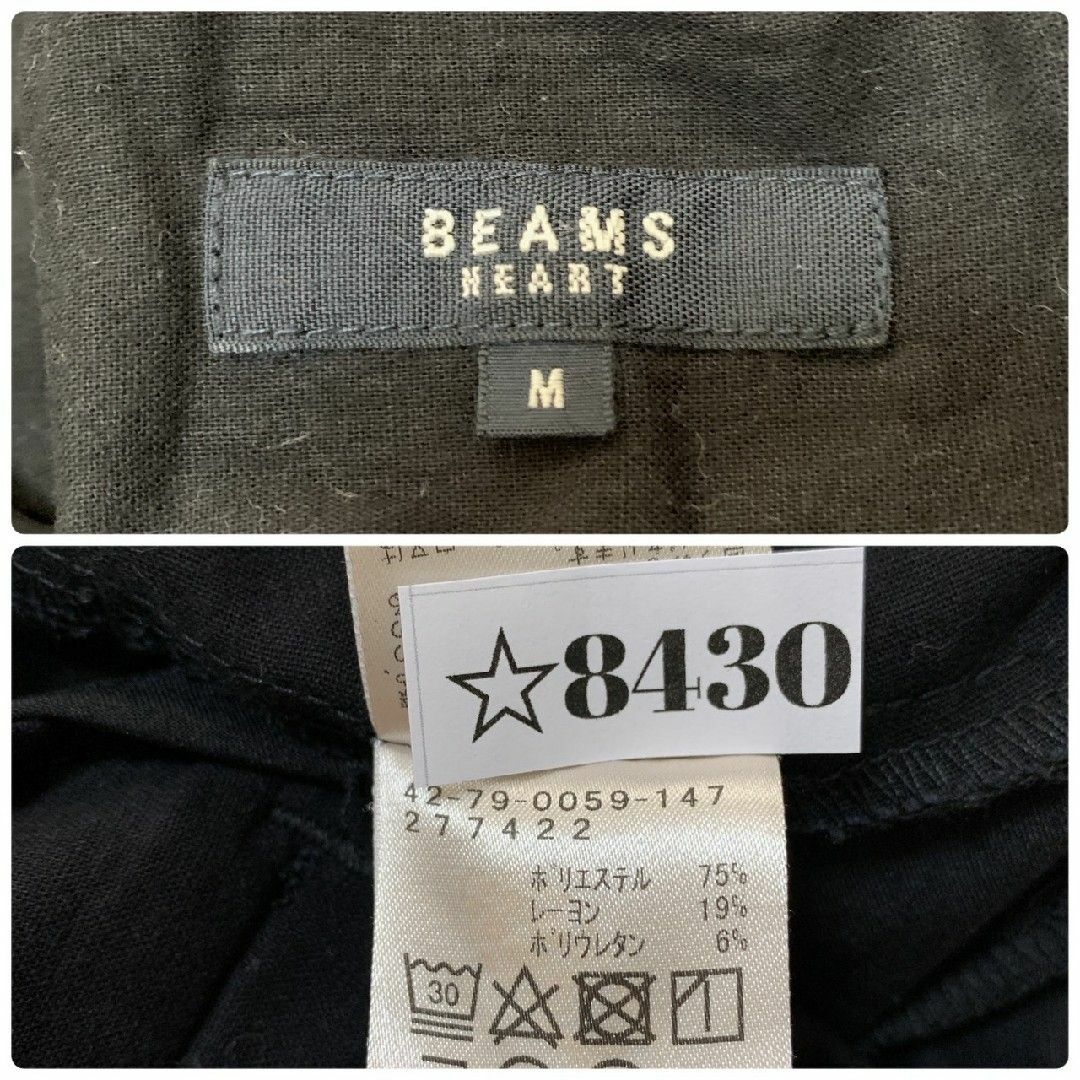 BEAMS
HEART
M
☆8430
42-79-0059-147
277422
ポリエステル 75%
レーヨン 19%
ポリウレタン 6%
30